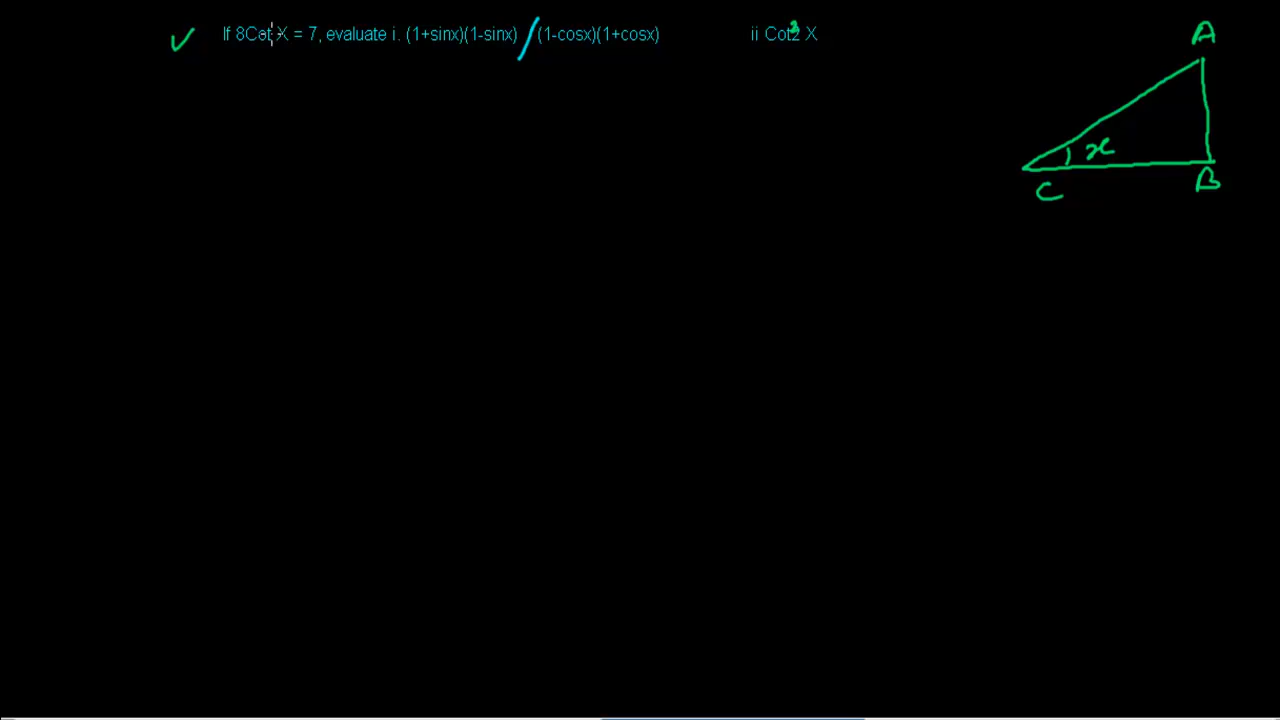 If 8Cot X = 7, evaluate i. (1+sinx)(1-sinx) / (1-cosx)(1+cosx) ii Cot2 X
A
x
C B